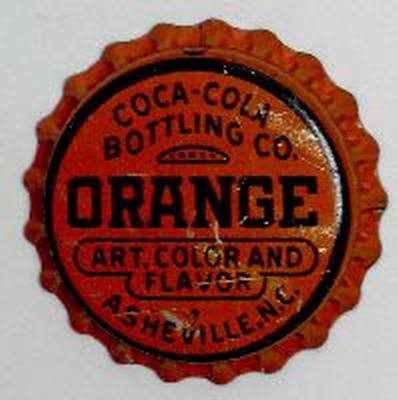 COCA-COLA
BOTTLING CO.
ORANGE
ART. COLOR AND
FLAVOR
ASHEVILLE, N.C.